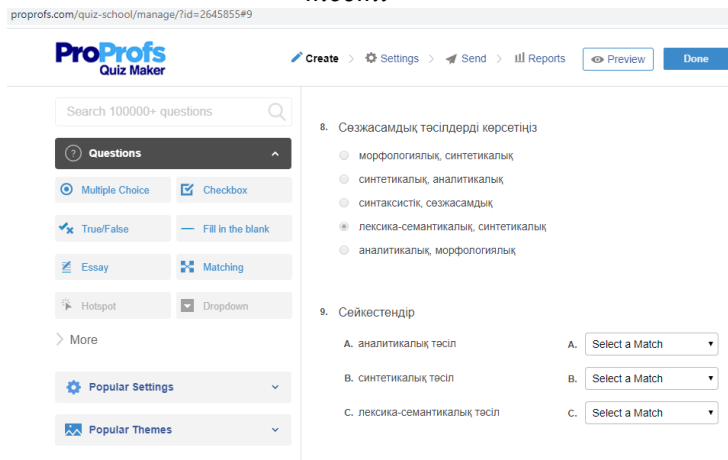 proprofs.com/quiz-school/manage/?id=2645855#9
ProProfs
Quiz Maker
Create > Settings > Send > Reports Preview Done
Search 100000+ questions
Questions
Multiple Choice Checkbox
True/False Fill in the blank
Essay Matching
Hotspot Dropdown
More
Popular Settings
Popular Themes
8. Сөзжасамдық тәсілдерді көрсетіңіз
морфологиялық, синтетикалық
синтетикалық, аналитикалық
синтаксистік, сөзжасамдық
лексика-семантикалық, синтетикалық
аналитикалық, морфологиялық
9. Сейкестендір
A. аналитикалық тәсіл A. Select a Match
B. синтетикалық тәсіл B. Select a Match
C. лексика-семантикалық тәсіл C. Select a Match